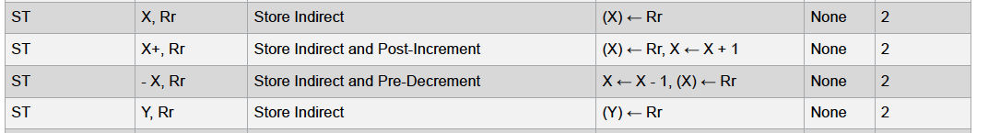 ST X, Rr Store Indirect (X) ← Rr None 2
ST X+, Rr Store Indirect and Post-Increment (X) ← Rr, X ← X + 1 None 2
ST - X, Rr Store Indirect and Pre-Decrement X ← X - 1, (X) ← Rr None 2
ST Y, Rr Store Indirect (Y) ← Rr None 2